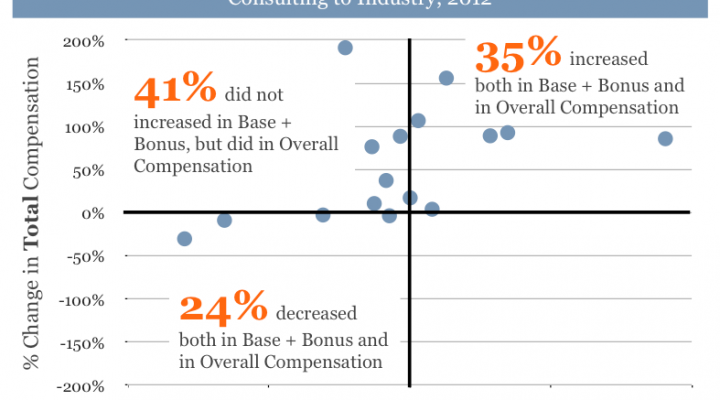 Consulting to Industry, 2012
% Change in Total Compensation
200%
150%
100%
50%
0%
-50%
-100%
-150%
-200%
41% did not
increased in Base +
Bonus, but did in Overall
Compensation
35% increased
both in Base + Bonus and
in Overall Compensation
24% decreased
both in Base + Bonus and
in Overall Compensation